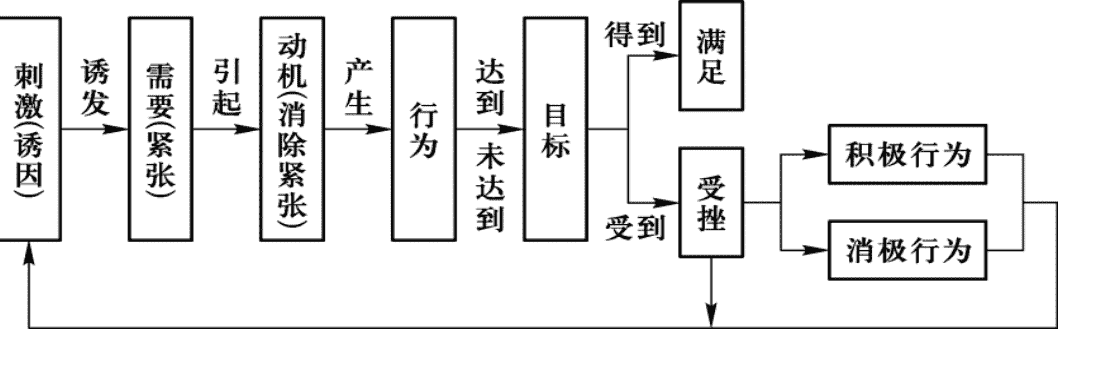 刺激(诱因)
诱发
需要(紧张)
引起
动机(消除紧张)
产生
行为
达到
未达到
目标
得到
满足
受到
受挫
积极行为
消极行为